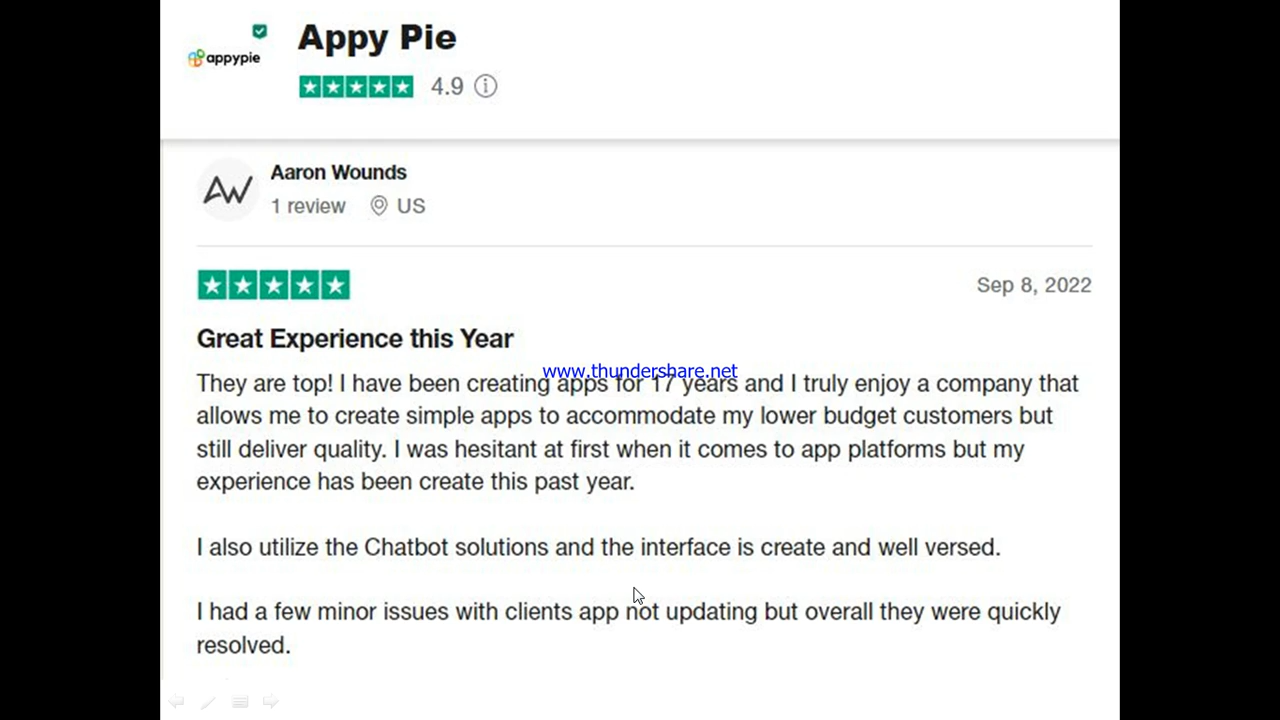 appypie
Appy Pie
4.9
AW
Aaron Wounds
1 review US
Sep 8, 2022
Great Experience this Year
www.thundershare.net
They are top! I have been creating apps for 17 years and I truly enjoy a company that
allows me to create simple apps to accommodate my lower budget customers but
still deliver quality. I was hesitant at first when it comes to app platforms but my
experience has been create this past year.
I also utilize the Chatbot solutions and the interface is create and well versed.
I had a few minor issues with clients app not updating but overall they were quickly
resolved.